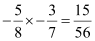 -5/8 × -3/7 = 15/56